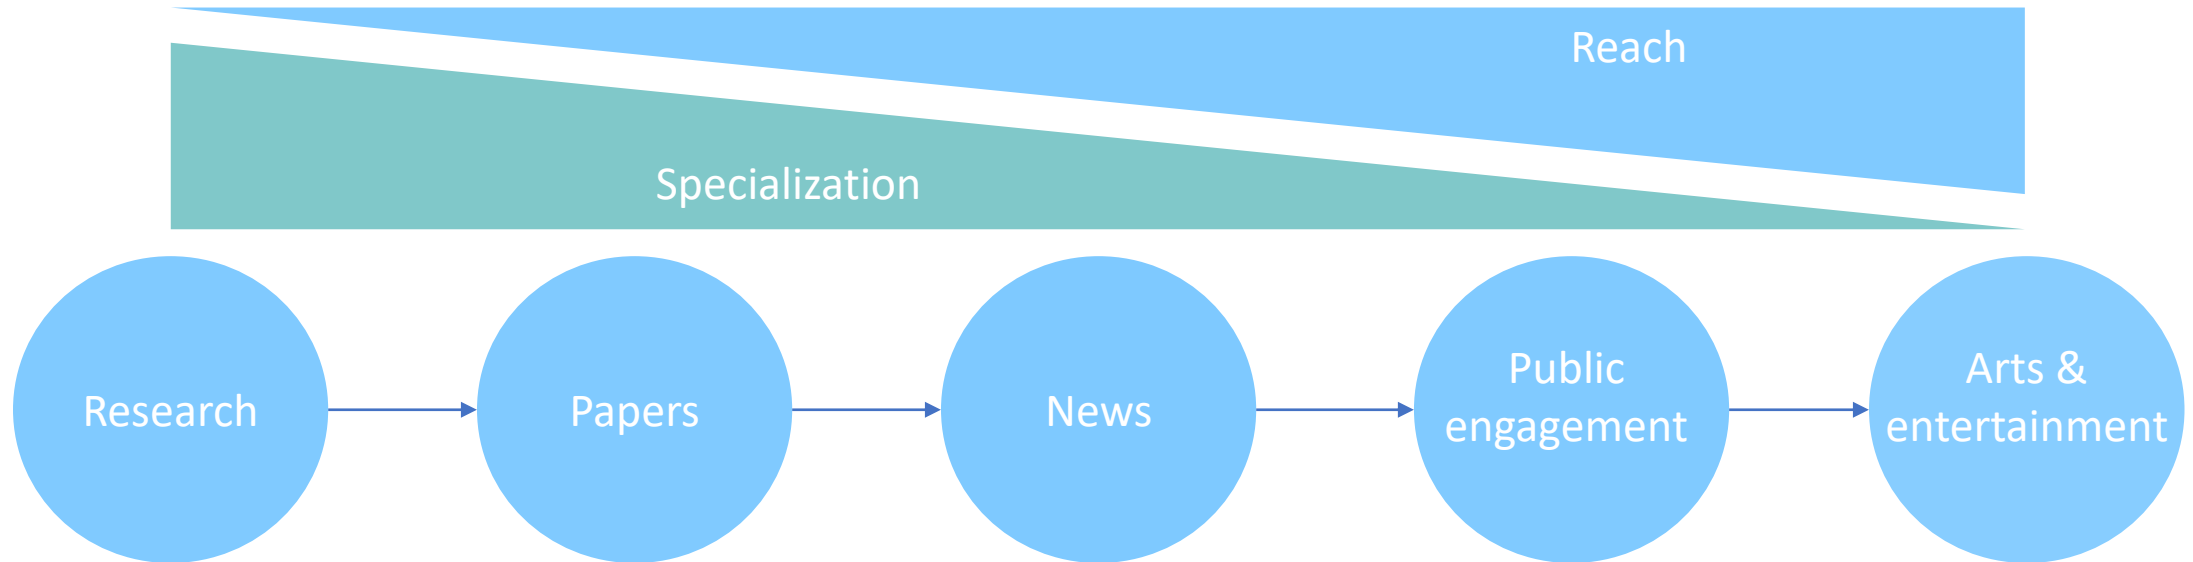 Reach
Specialization
Research
Papers
News
Public
engagement
Arts &
entertainment